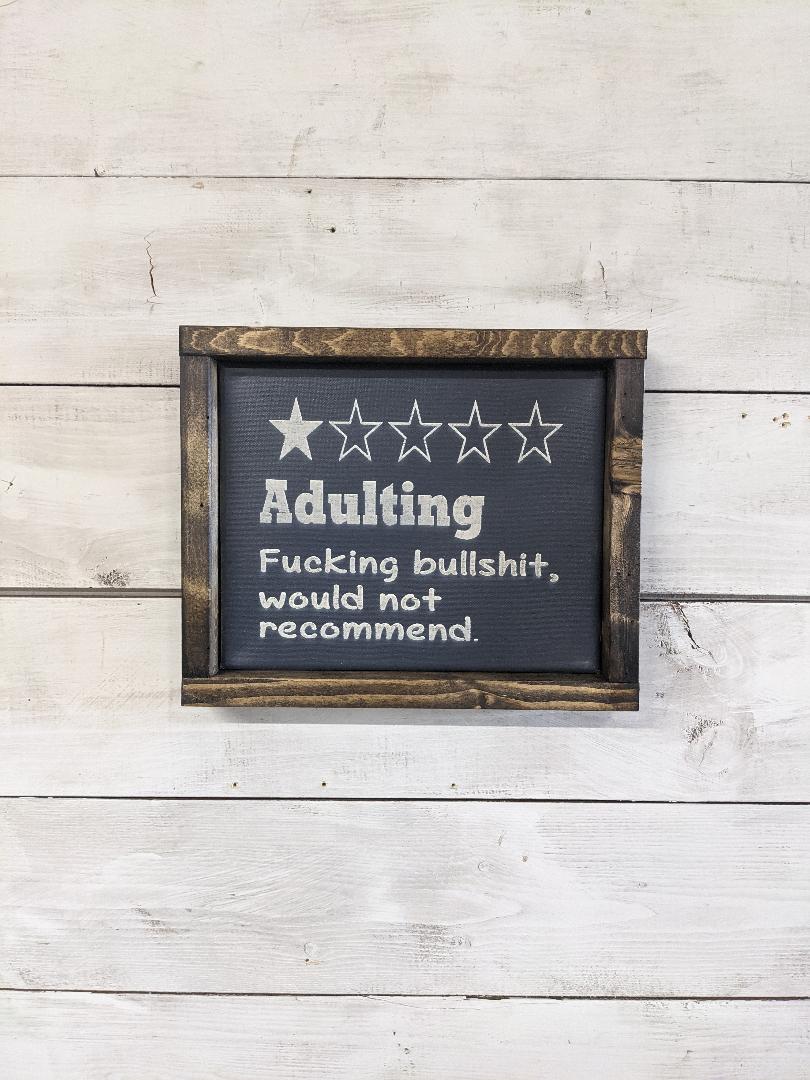 Adulting
Fucking bullshit,
would not
recommend.